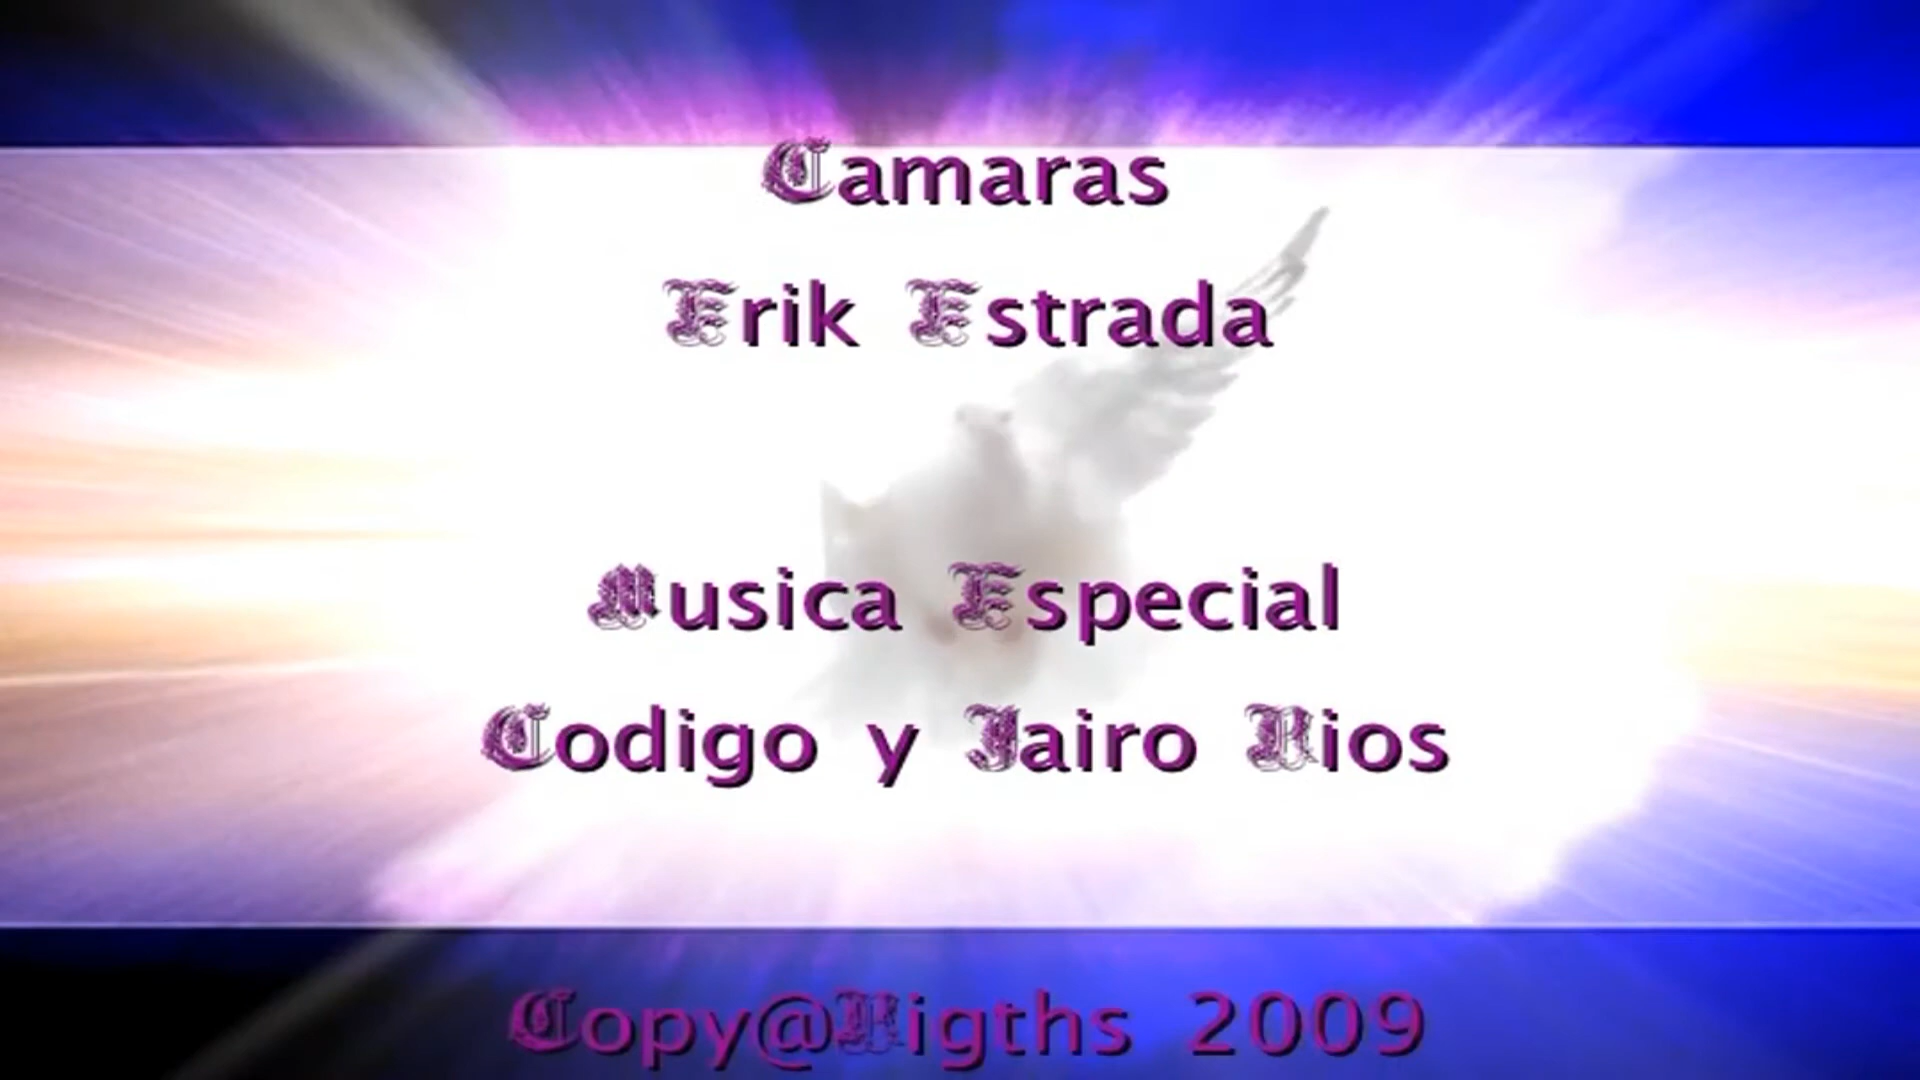 Camaras
Erik Estrada
Musica Especial
Codigo y Jairo Rios
Copy@Rigths 2009